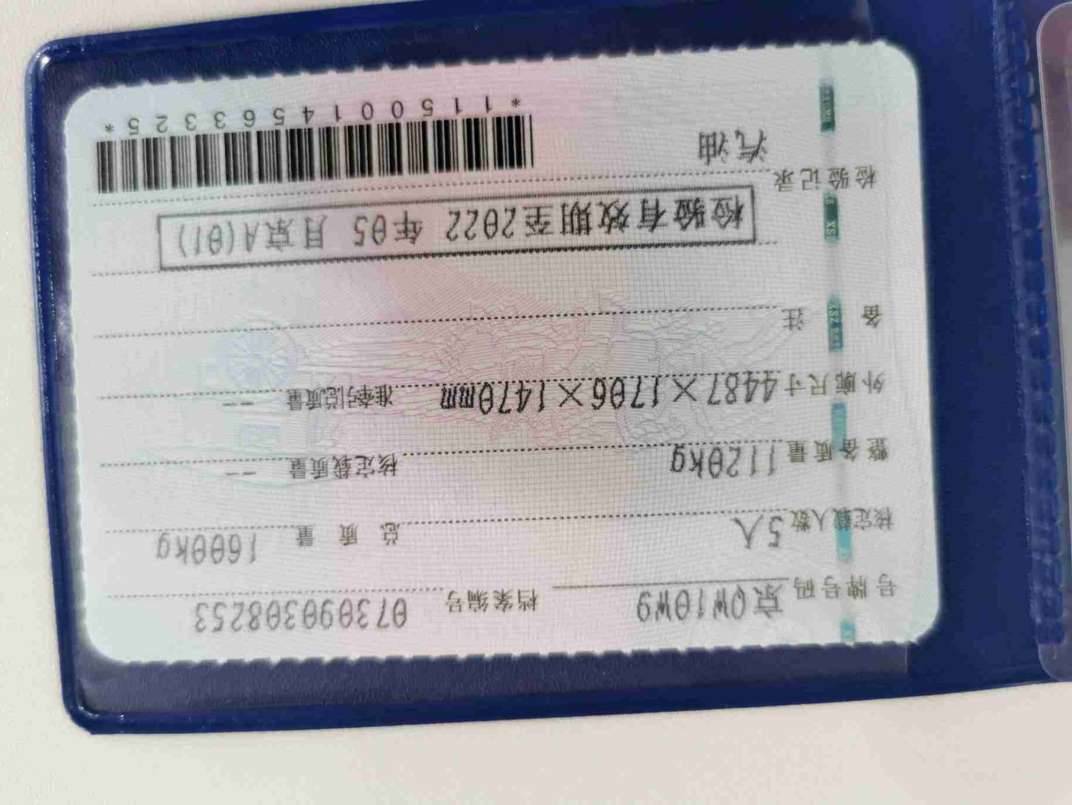 号牌号码 京QW10W9 档案编号 073090308253
核定载人数 5人 总质量 1600kg
整备质量 1120kg 核定载质量 --
外廓尺寸 4487×1706×1470mm 准牵引总质量 --
备注
检验有效期至2022年05月京A(01)
检验记录
汽油
*1150014563325*